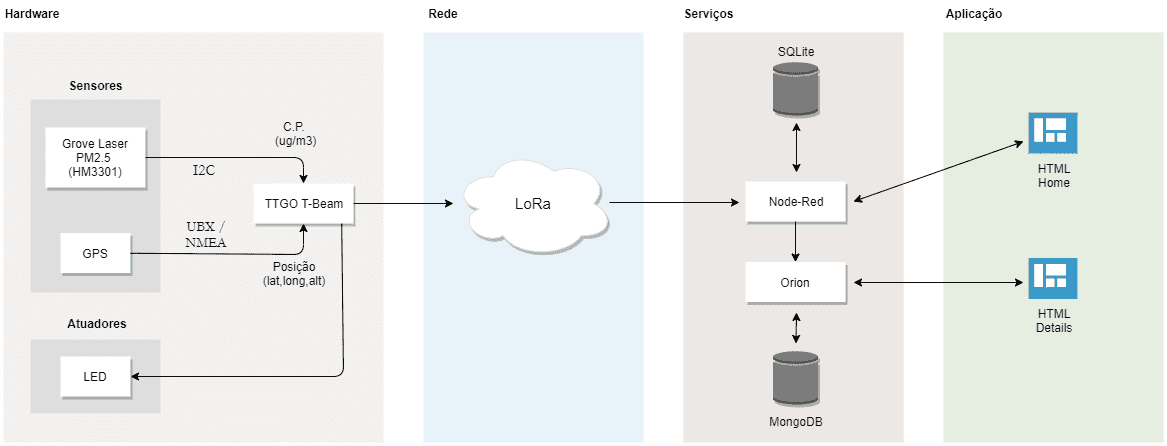 Hardware
Rede
Serviços
Aplicação
Sensores
Grove Laser
PM2.5
(HM3301)
I2C
C.P.
(ug/m3)
TTGO T-Beam
GPS
UBX /
NMEA
Posição
(lat,long,alt)
Atuadores
LED
LoRa
SQLite
Node-Red
Orion
MongoDB
HTML
Home
HTML
Details